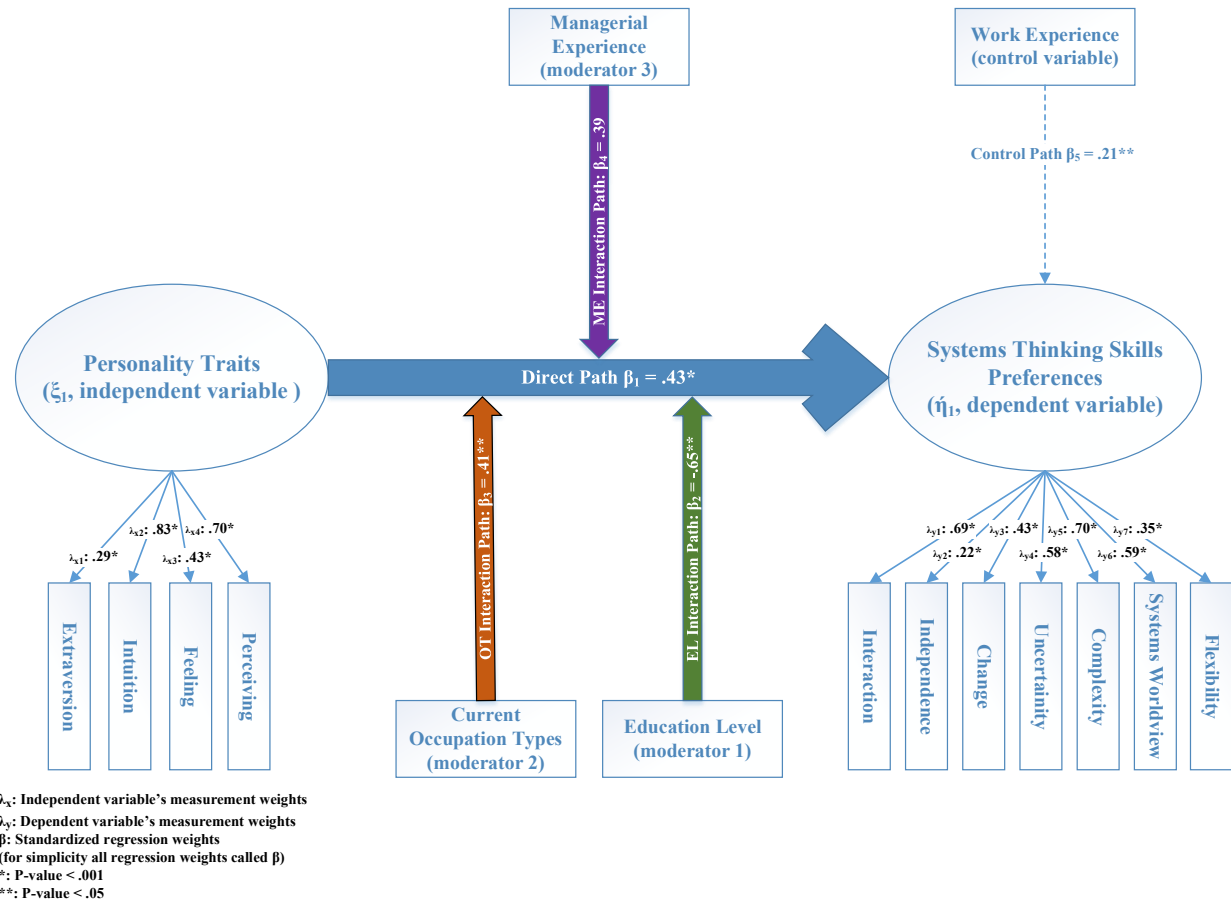 Managerial
Experience
(moderator 3)
Work Experience
(control variable)
ME Interaction Path: β₄ = .39
Control Path β₅ = .21**
Personality Traits
(ξ₁, independent variable )
Direct Path β₁ = .43*
Systems Thinking Skills
Preferences
(ή₁, dependent variable)
OT Interaction Path: β₃ = .41**
EL Interaction Path: β₂ = -.65**
λx1: .29*
λx2: .83*
λx3: .43*
λx4: .70*
λy1: .69*
λy2: .22*
λy3: .43*
λy4: .58*
λy5: .70*
λy6: .59*
λy7: .35*
Extraversion
Intuition
Feeling
Perceiving
Current
Occupation Types
(moderator 2)
Education Level
(moderator 1)
Interaction
Independence
Change
Uncertainity
Complexity
Systems Worldview
Flexibility
λx: Independent variable's measurement weights
λy: Dependent variable's measurement weights
β: Standardized regression weights
(for simplicity all regression weights called β)
*: P-value < .001
**: P-value < .05